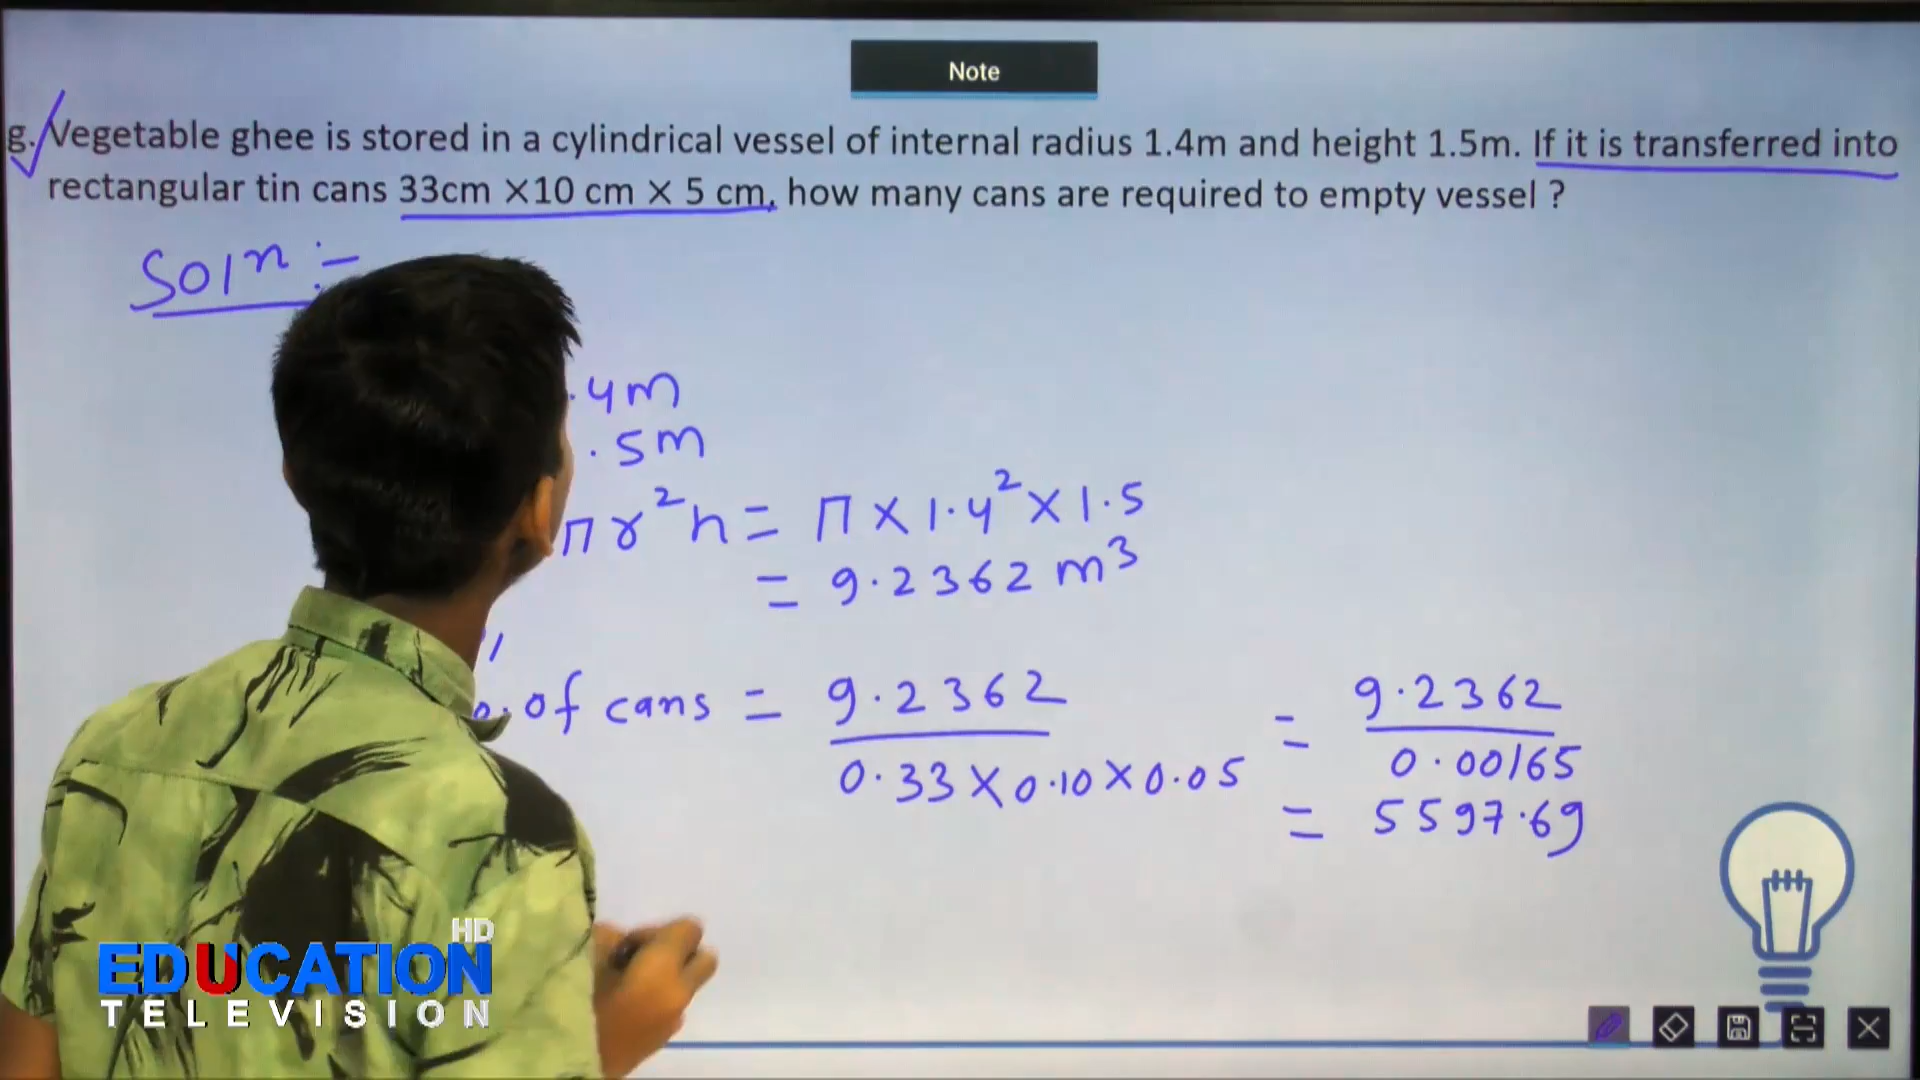 Note
g. Vegetable ghee is stored in a cylindrical vessel of internal radius 1.4m and height 1.5m. If it is transferred into
rectangular tin cans 33cm ×10 cm × 5 cm, how many cans are required to empty vessel ?
Solⁿ :-
.4m
.5m
πr²h = π × 1.4² × 1.5
= 9.2362 m³
o. of cans = 9.2362 / 0.33 × 0.10 × 0.05 = 9.2362 / 0.00165
= 5597.69
HD
EDUCATION
TELEVISION